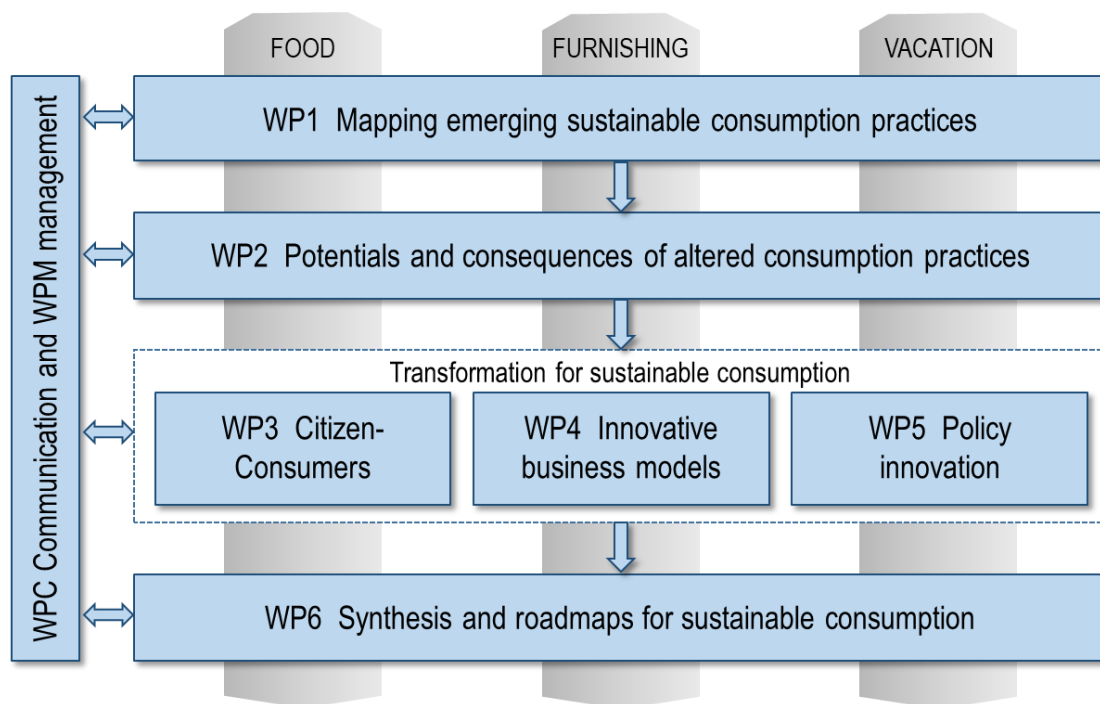 FOOD
FURNISHING
VACATION
WPC Communication and WPM management
WP1 Mapping emerging sustainable consumption practices
WP2 Potentials and consequences of altered consumption practices
Transformation for sustainable consumption
WP3 Citizen-
Consumers
WP4 Innovative
business models
WP5 Policy
innovation
WP6 Synthesis and roadmaps for sustainable consumption